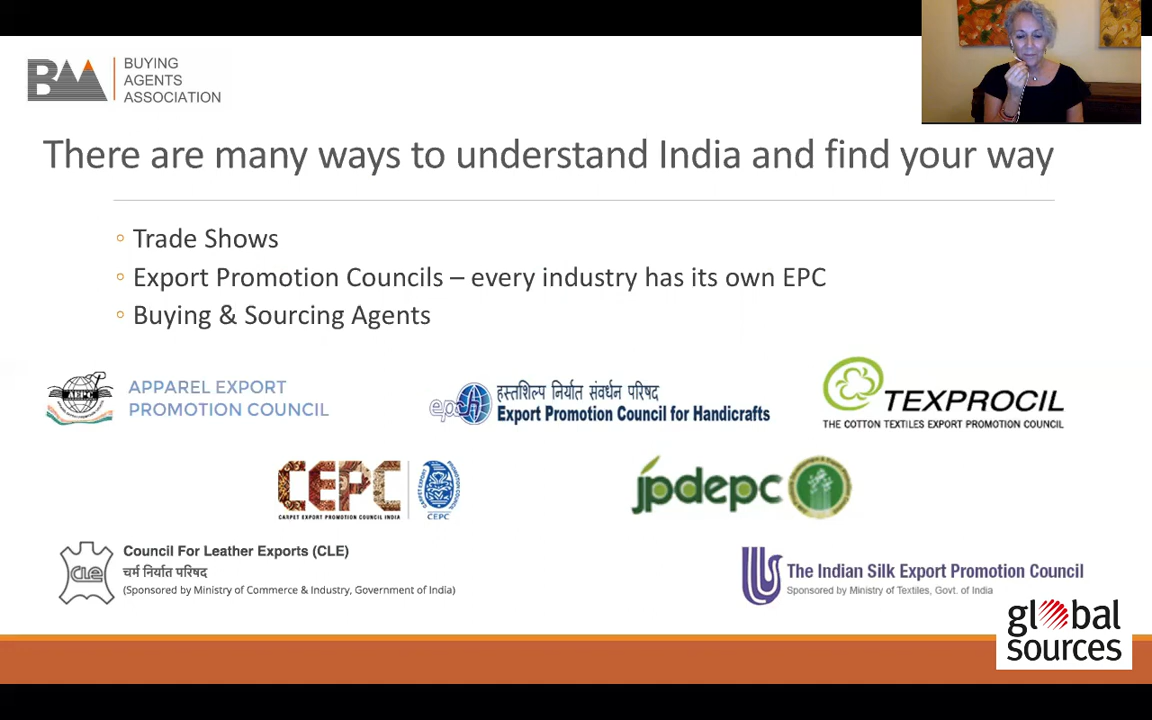 BAA
BUYING
AGENTS
ASSOCIATION
There are many ways to understand India and find your way
Trade Shows
Export Promotion Councils – every industry has its own EPC
Buying & Sourcing Agents
AEPC
APPAREL EXPORT
PROMOTION COUNCIL
epch
हस्तशिल्प निर्यात संवर्धन परिषद
Export Promotion Council for Handicrafts
TEXPROCIL
THE COTTON TEXTILES EXPORT PROMOTION COUNCIL
CEPC
CARPET EXPORT PROMOTION COUNCIL INDIA
CEPC
jpdepc
CLE
Council For Leather Exports (CLE)
चर्म निर्यात परिषद
(Sponsored by Ministry of Commerce & Industry, Government of India)
The Indian Silk Export Promotion Council
Sponsored by Ministry of Textiles, Govt. of India
global
sources